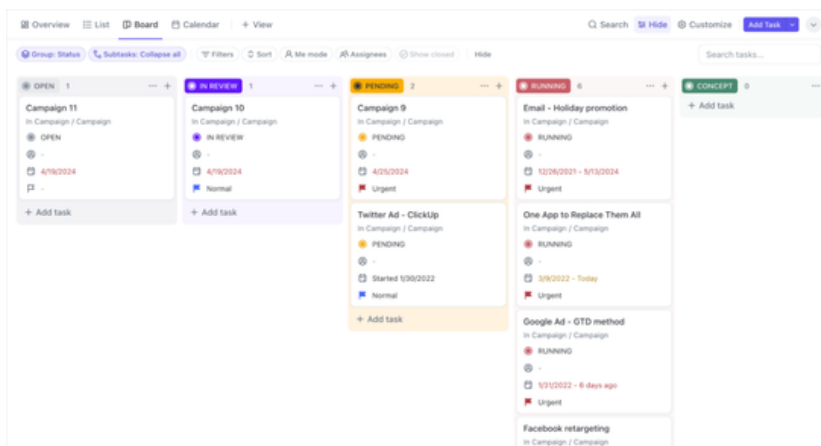 Overview List Board Calendar + View Search Hide Customize Add Task
Group: Status Subtasks: Collapse all Filters Sort Me mode Assignees Show closed Hide Search tasks...
OPEN 1
Campaign 11
In Campaign / Campaign
OPEN
-
4/19/2024
-
+ Add task
IN REVIEW 1
Campaign 10
In Campaign / Campaign
IN REVIEW
-
4/19/2024
Normal
+ Add task
PENDING 2
Campaign 9
In Campaign / Campaign
PENDING
-
4/25/2024
Urgent
Twitter Ad - ClickUp
In Campaign / Campaign
PENDING
-
Started 1/30/2022
Normal
+ Add task
RUNNING 6
Email - Holiday promotion
In Campaign / Campaign
RUNNING
-
12/26/2021 - 5/13/2024
Urgent
One App to Replace Them All
In Campaign / Campaign
RUNNING
-
3/9/2022 - Today
Urgent
Google Ad - GTD method
In Campaign / Campaign
RUNNING
-
1/31/2022 - 6 days ago
Urgent
Facebook retargeting
In Campaign / Campaign
CONCEPT 0
+ Add task